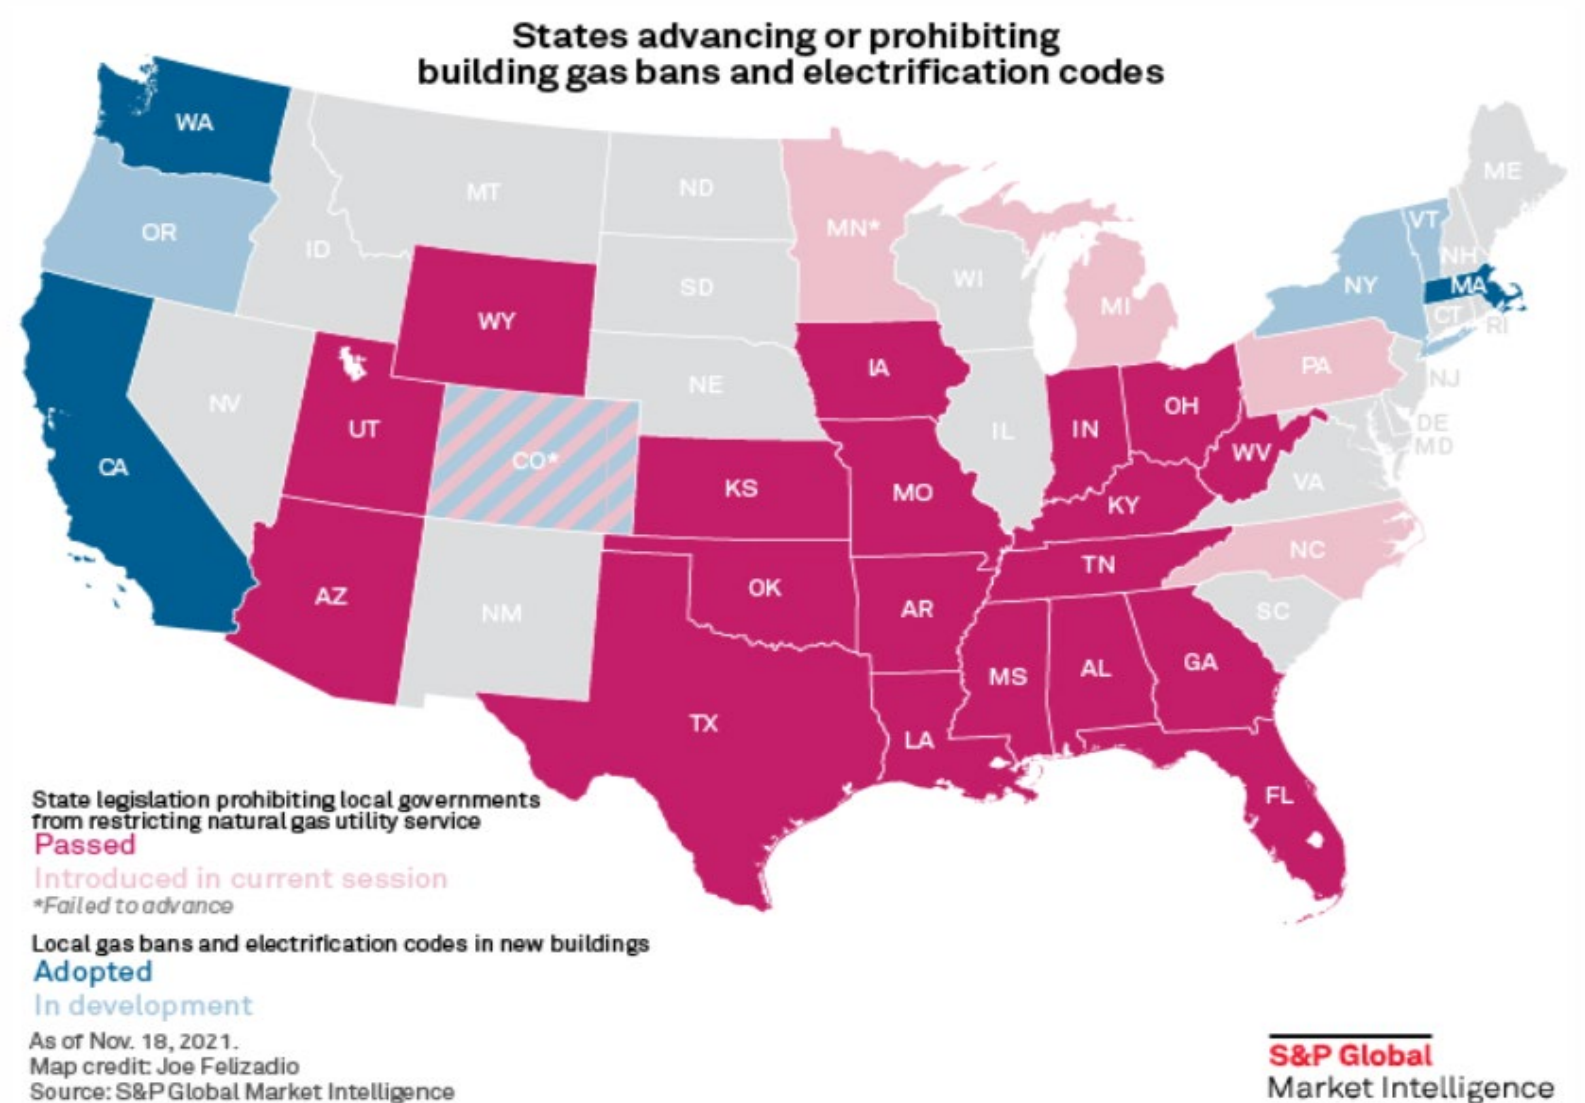 States advancing or prohibiting
building gas bans and electrification codes
WA
MT
ND
ME
OR
ID
MN*
VT
SD
WI
NH
NY
MA
WY
MI
CT
RI
IA
PA
NE
NJ
NV
UT
IL
IN
OH
DE
MD
CA
CO*
KS
MO
WV
VA
KY
NC
AZ
NM
OK
AR
TN
SC
MS
AL
GA
TX
LA
FL
State legislation prohibiting local governments
from restricting natural gas utility service
Passed
Introduced in current session
*Failed to advance
Local gas bans and electrification codes in new buildings
Adopted
In development
As of Nov. 18, 2021.
Map credit: Joe Felizadio
Source: S&P Global Market Intelligence
S&P Global
Market Intelligence